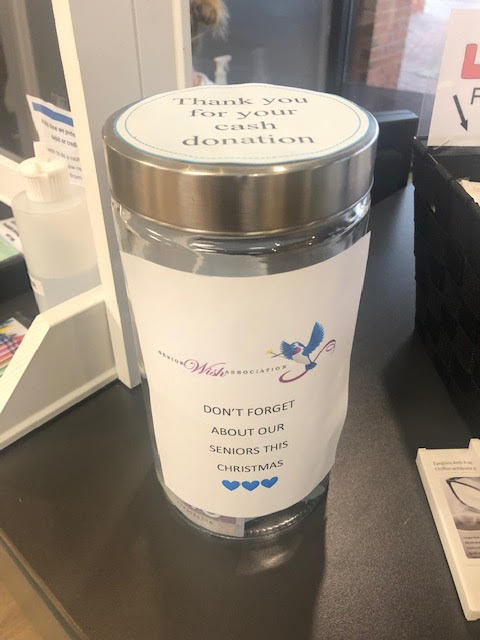 Thank you
for your
cash
donation
SENIOR Wish ASSOCIATION
DON'T FORGET
ABOUT OUR
SENIORS THIS
CHRISTMAS